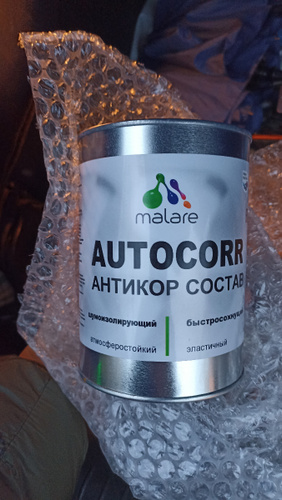 malare
AUTOCORR
АНТИКОР СОСТАВ
шумоизолирующий
быстросохнущий
атмосферостойкий
эластичный